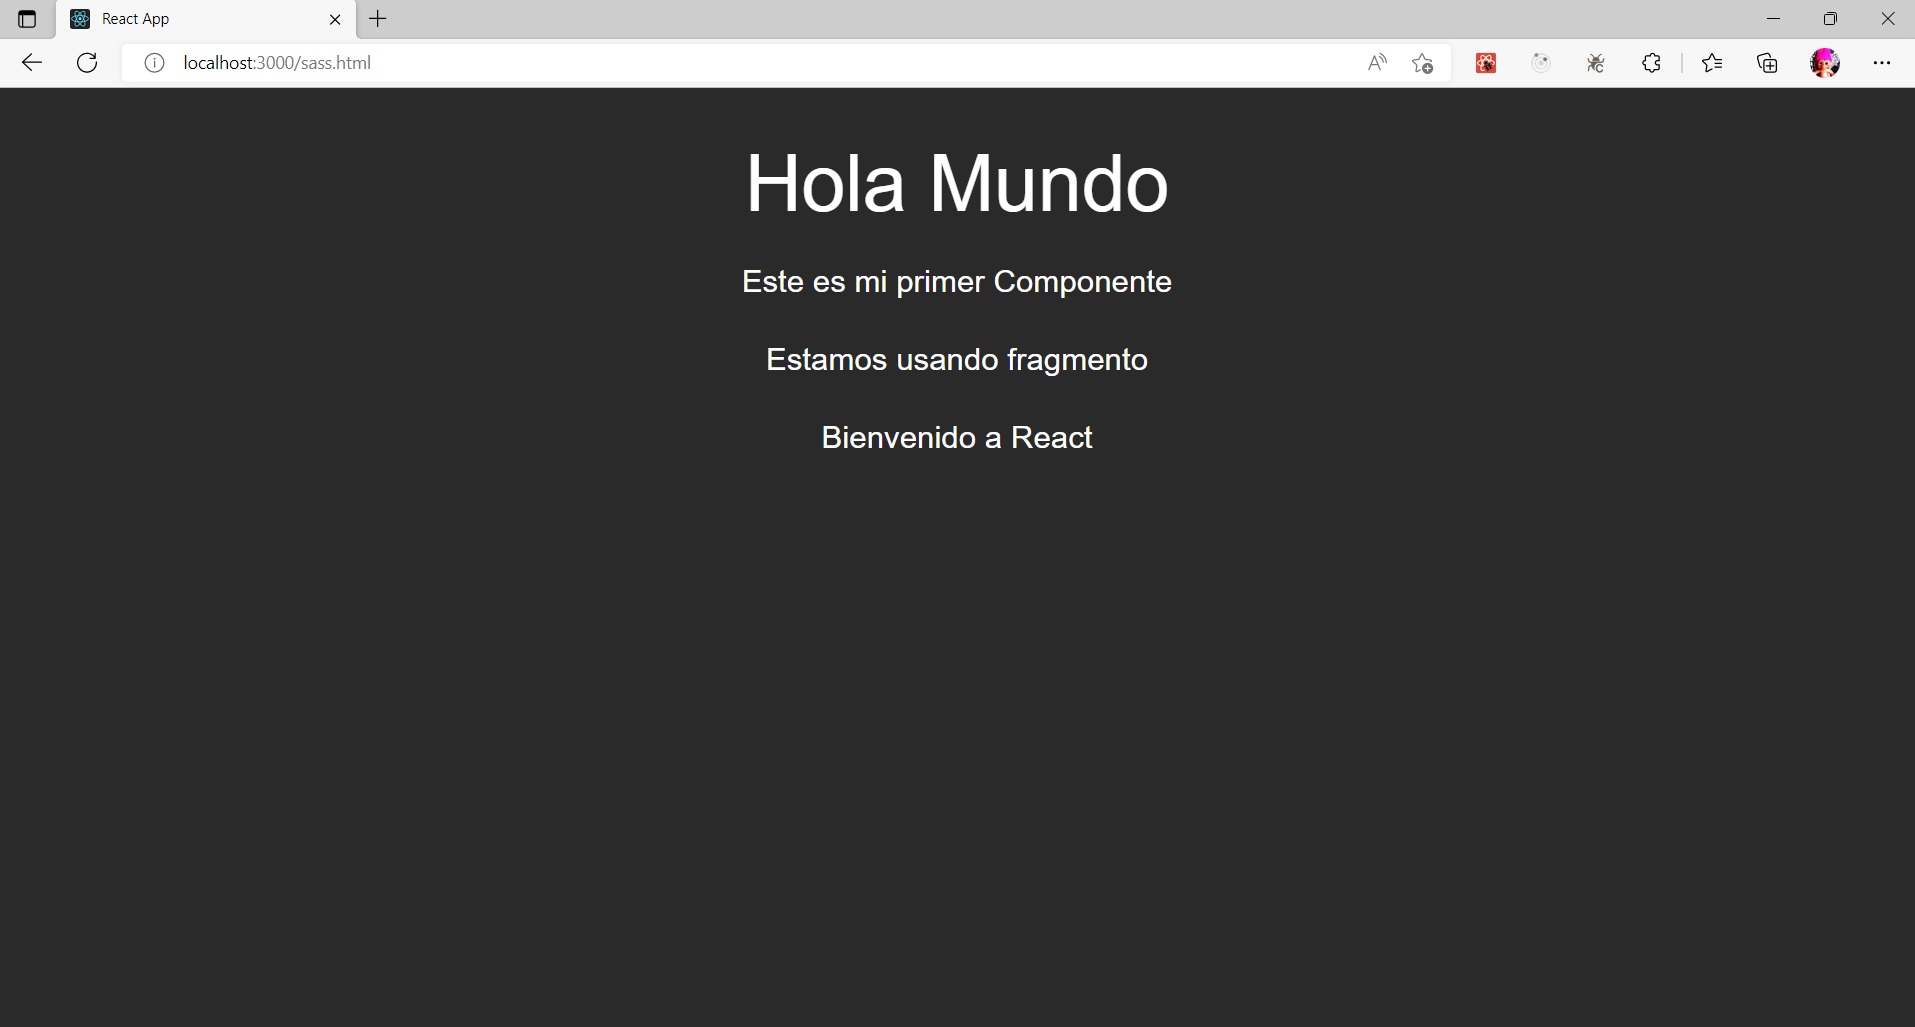 React App
localhost:3000/sass.html
Hola Mundo
Este es mi primer Componente
Estamos usando fragmento
Bienvenido a React